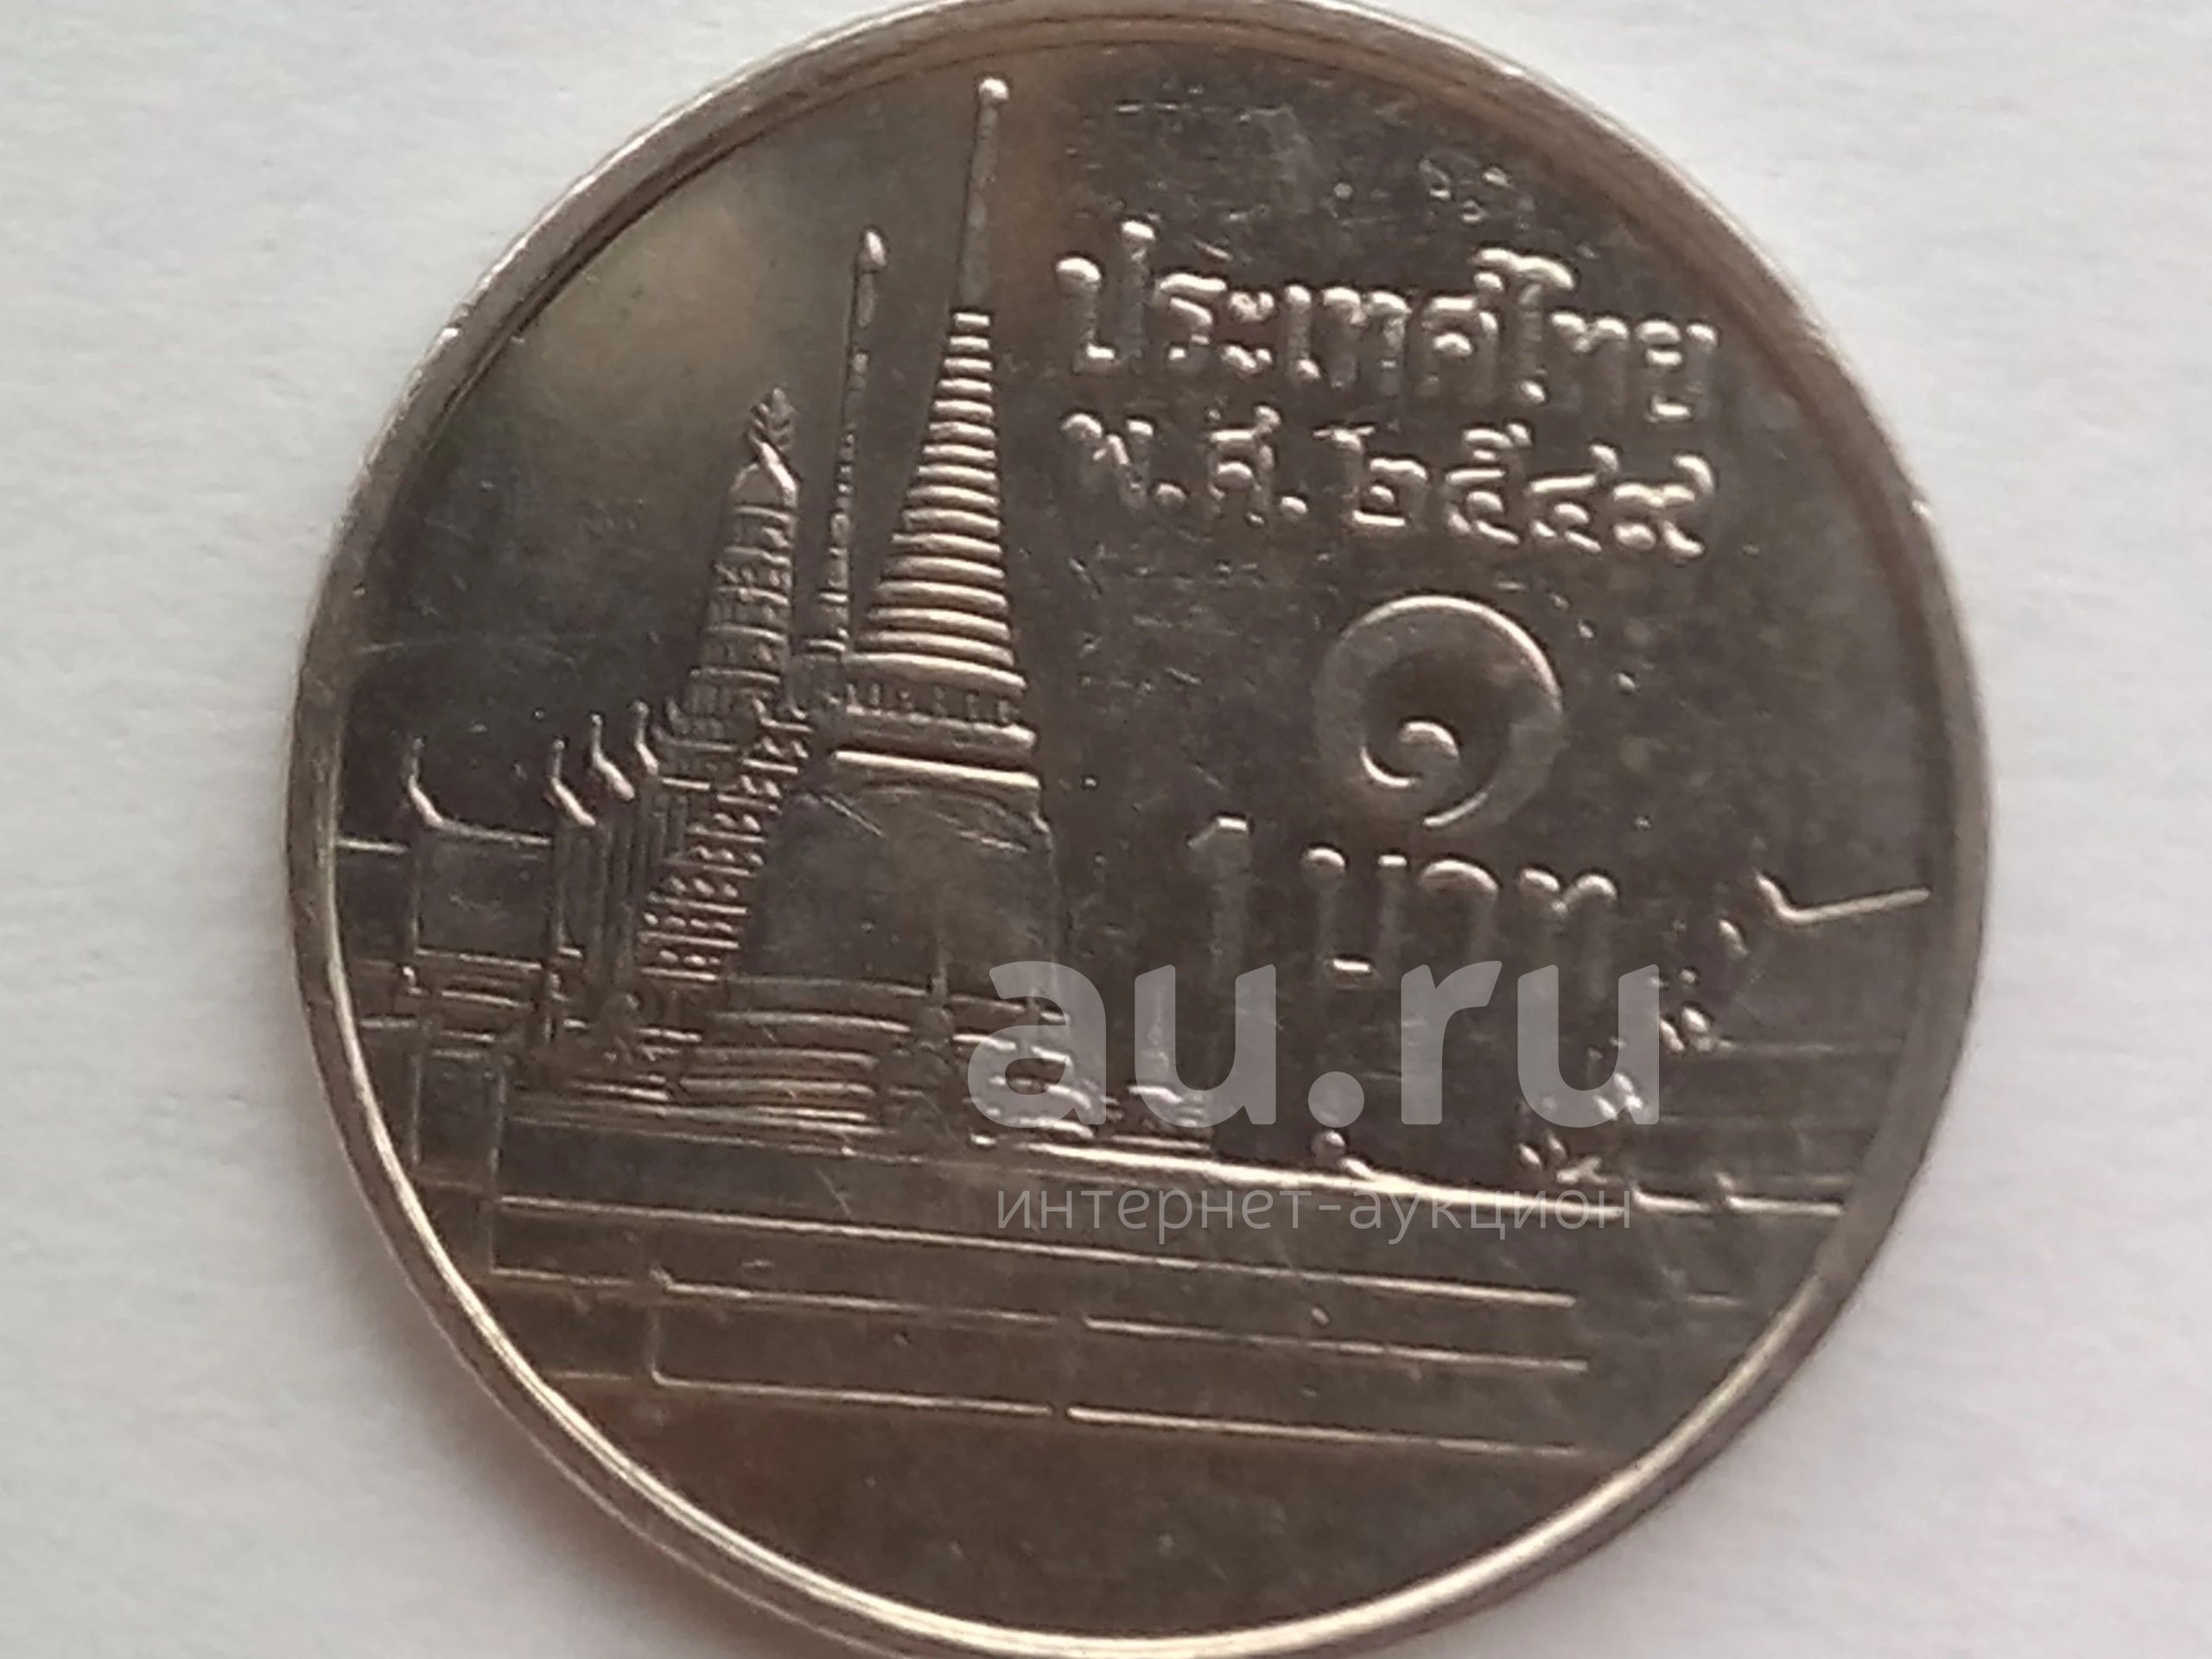 ประเทศไทย
พ.ศ. ๒๕๔๙
๑
1 บาท
au.ru
интернет-аукцион